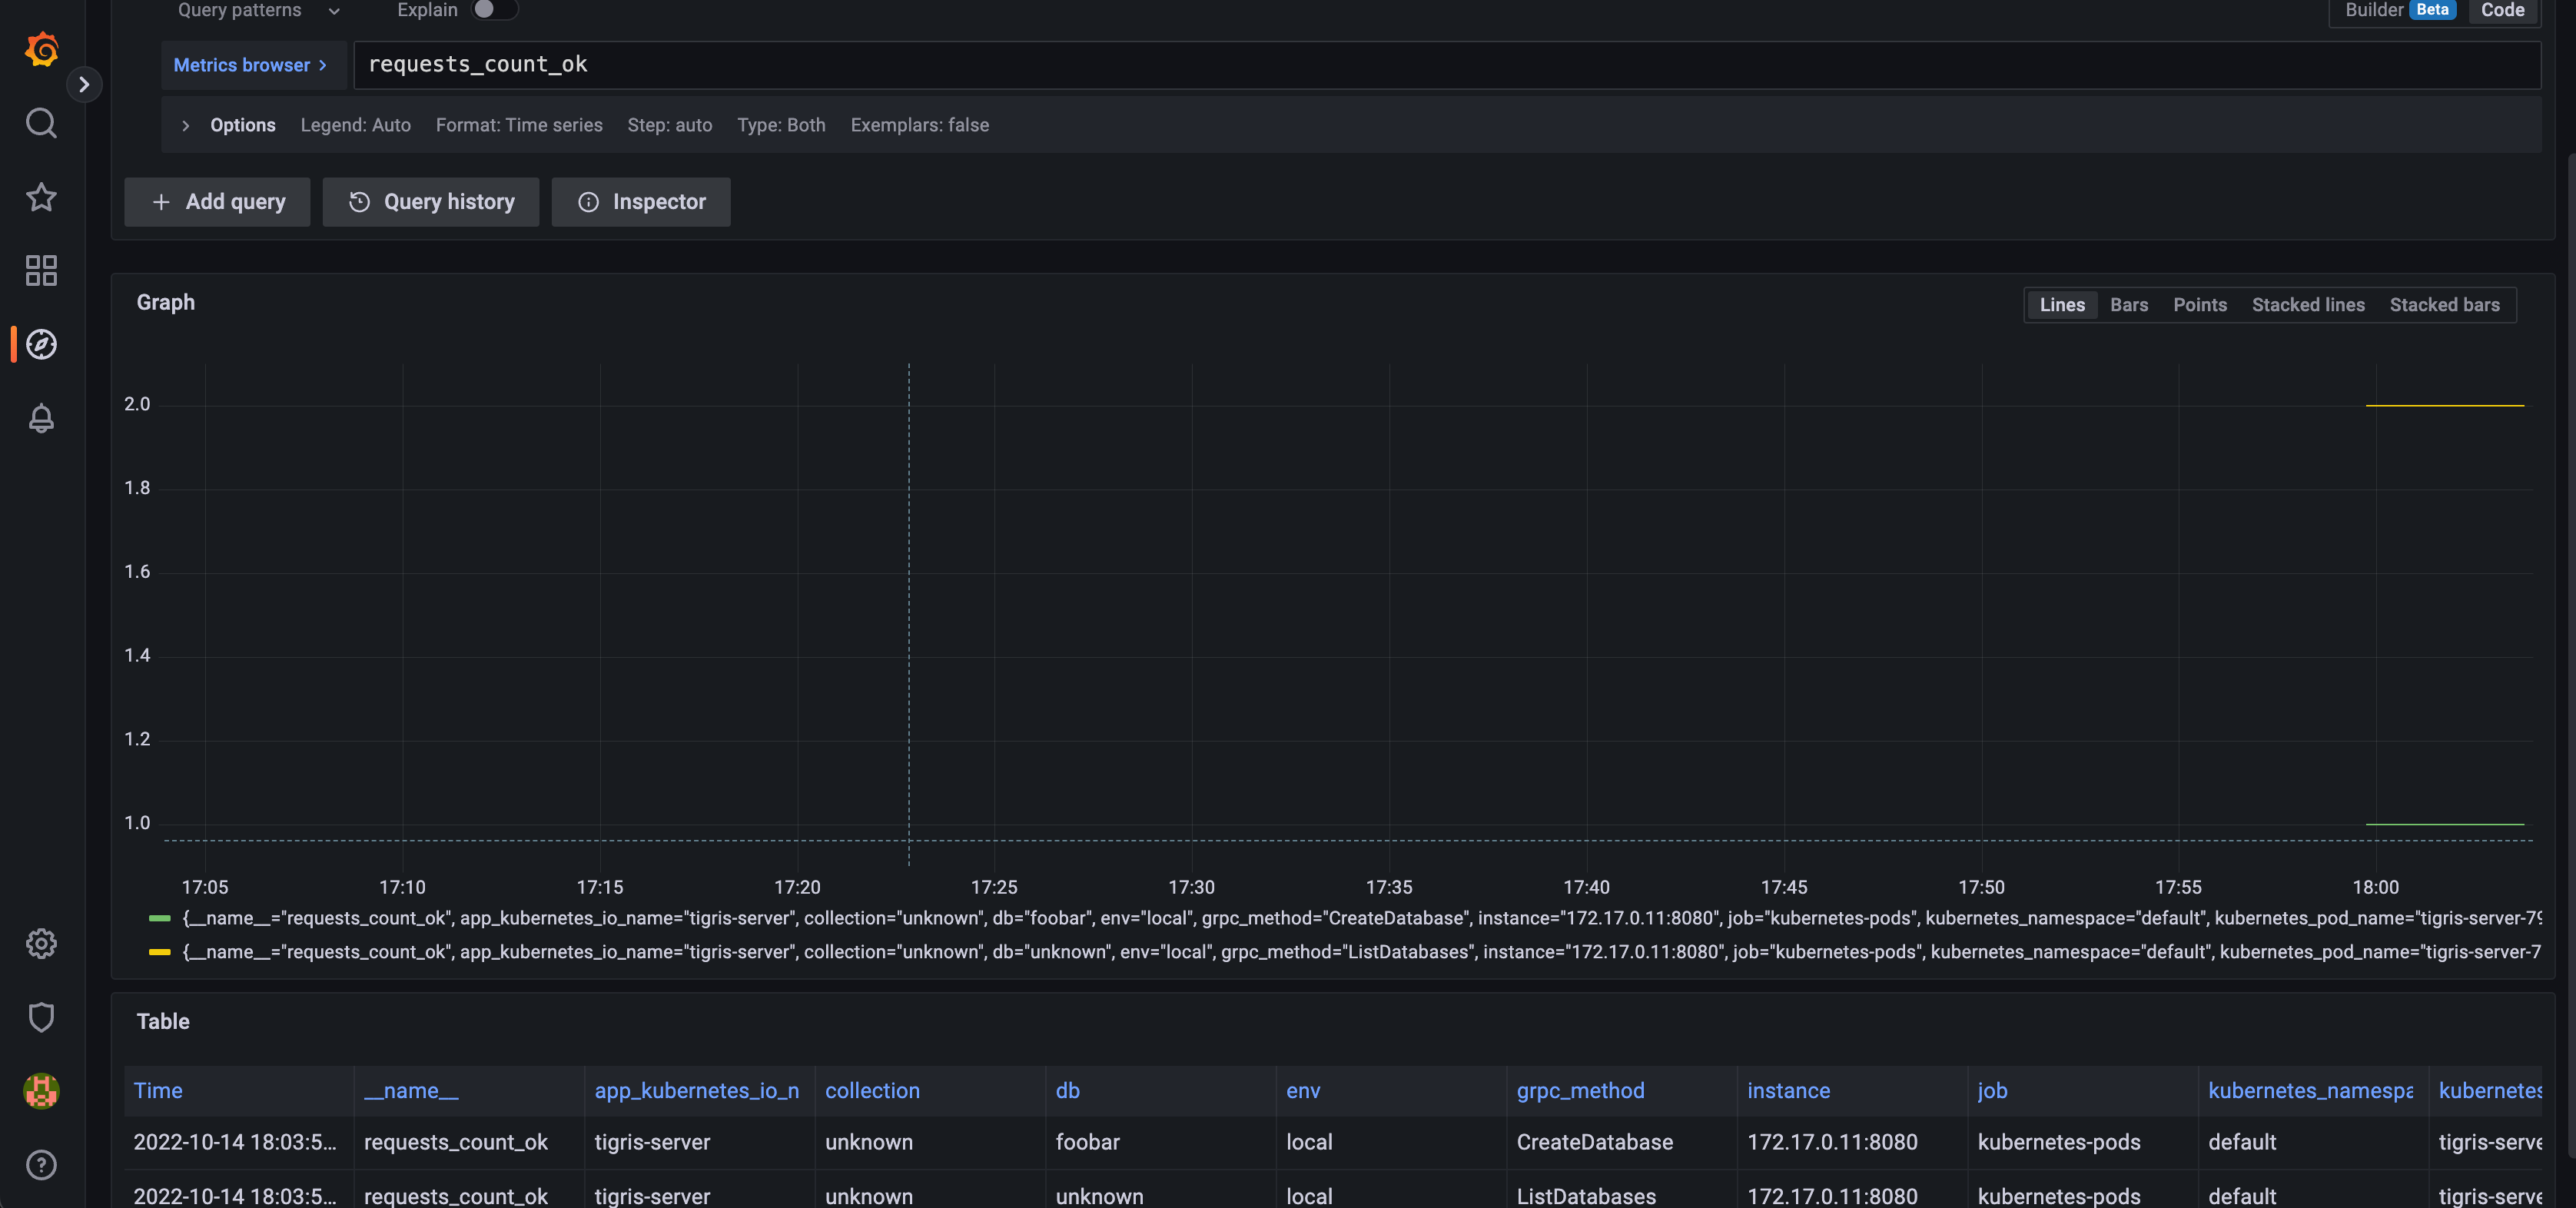 Query patterns Explain Builder Beta Code
Metrics browser > requests_count_ok
Options Legend: Auto Format: Time series Step: auto Type: Both Exemplars: false
+ Add query Query history Inspector
Graph Lines Bars Points Stacked lines Stacked bars
2.0
1.8
1.6
1.4
1.2
1.0
17:05 17:10 17:15 17:20 17:25 17:30 17:35 17:40 17:45 17:50 17:55 18:00
{__name__="requests_count_ok", app_kubernetes_io_name="tigris-server", collection="unknown", db="foobar", env="local", grpc_method="CreateDatabase", instance="172.17.0.11:8080", job="kubernetes-pods", kubernetes_namespace="default", kubernetes_pod_name="tigris-server-79
{__name__="requests_count_ok", app_kubernetes_io_name="tigris-server", collection="unknown", db="unknown", env="local", grpc_method="ListDatabases", instance="172.17.0.11:8080", job="kubernetes-pods", kubernetes_namespace="default", kubernetes_pod_name="tigris-server-7
Table
Time __name__ app_kubernetes_io_n collection db env grpc_method instance job kubernetes_namespa kubernetes
2022-10-14 18:03:5... requests_count_ok tigris-server unknown foobar local CreateDatabase 172.17.0.11:8080 kubernetes-pods default tigris-serve
2022-10-14 18:03:5... requests_count_ok tigris-server unknown unknown local ListDatabases 172.17.0.11:8080 kubernetes-pods default tigris-serve